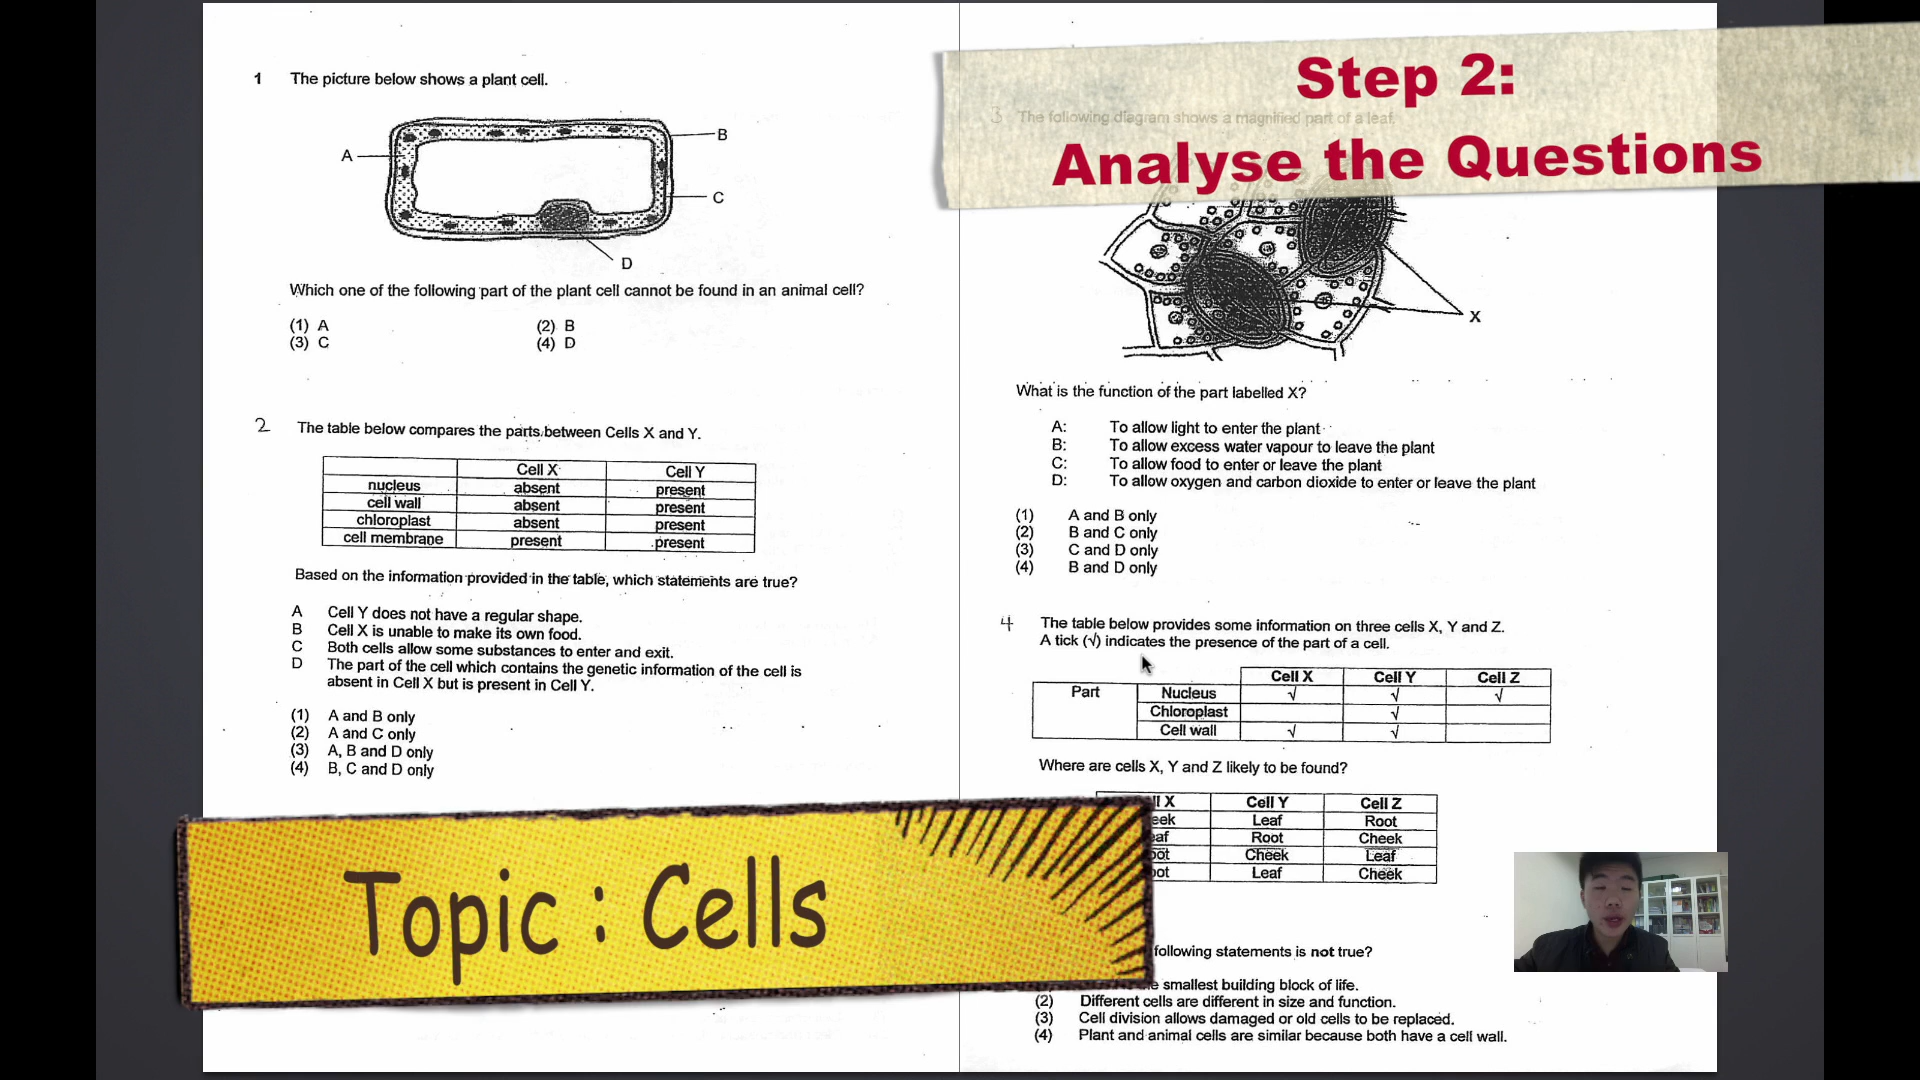 1 The picture below shows a plant cell.
A
B
C
D
Which one of the following part of the plant cell cannot be found in an animal cell?
(1) A (2) B
(3) C (4) D
2 The table below compares the parts between Cells X and Y.
Cell X Cell Y
nucleus absent present
cell wall absent present
chloroplast absent present
cell membrane present present
Based on the information provided in the table, which statements are true?
A Cell Y does not have a regular shape.
B Cell X is unable to make its own food.
C Both cells allow some substances to enter and exit.
D The part of the cell which contains the genetic information of the cell is
absent in Cell X but is present in Cell Y.
(1) A and B only
(2) A and C only
(3) A, B and D only
(4) B, C and D only
Topic : Cells
Step 2:
Analyse the Questions
3 The following diagram shows a magnified part of a leaf.
X
What is the function of the part labelled X?
A: To allow light to enter the plant
B: To allow excess water vapour to leave the plant
C: To allow food to enter or leave the plant
D: To allow oxygen and carbon dioxide to enter or leave the plant
(1) A and B only
(2) B and C only
(3) C and D only
(4) B and D only
4 The table below provides some information on three cells X, Y and Z.
A tick (√) indicates the presence of the part of a cell.
Cell X Cell Y Cell Z
Part Nucleus √ √ √
Chloroplast √
Cell wall √ √
Where are cells X, Y and Z likely to be found?
X Cell Y Cell Z
Leaf Root
Root Cheek
Cheek Leaf
Leaf Cheek
following statements is not true?
smallest building block of life.
(2) Different cells are different in size and function.
(3) Cell division allows damaged or old cells to be replaced.
(4) Plant and animal cells are similar because both have a cell wall.